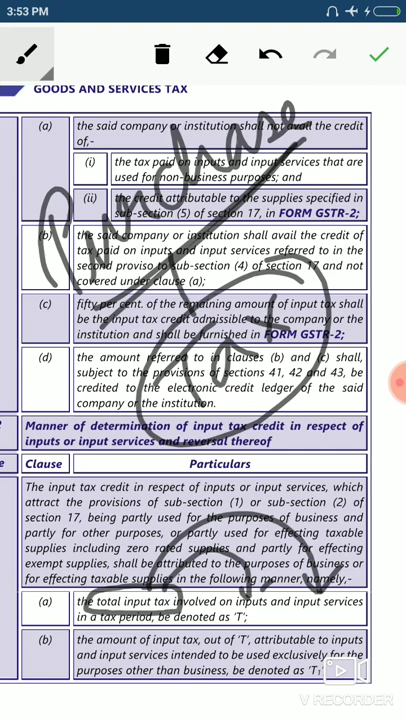 3:53 PM
GOODS AND SERVICES TAX
(a) the said company or institution shall not avail the credit
of,-
(i) the tax paid on inputs and input services that are
used for non-business purposes; and
(ii) the credit attributable to the supplies specified in
sub-section (5) of section 17, in FORM GSTR-2;
(b) the said company or institution shall avail the credit of
tax paid on inputs and input services referred to in the
second proviso to sub-section (4) of section 17 and not
covered under clause (a);
(c) fifty per cent. of the remaining amount of input tax shall
be the input tax credit admissible to the company or the
institution and shall be furnished in FORM GSTR-2;
(d) the amount referred to in clauses (b) and (c) shall,
subject to the provisions of sections 41, 42 and 43, be
credited to the electronic credit ledger of the said
company or the institution.
Purchase
Tax
Manner of determination of input tax credit in respect of
inputs or input services and reversal thereof
Clause Particulars
The input tax credit in respect of inputs or input services, which
attract the provisions of sub-section (1) or sub-section (2) of
section 17, being partly used for the purposes of business and
partly for other purposes, or partly used for effecting taxable
supplies including zero rated supplies and partly for effecting
exempt supplies, shall be attributed to the purposes of business or
for effecting taxable supplies in the following manner, namely,-
(a) the total input tax involved on inputs and input services
in a tax period, be denoted as 'T';
(b) the amount of input tax, out of 'T', attributable to inputs
and input services intended to be used exclusively for the
purposes other than business, be denoted as 'T₁'
V RECORDER